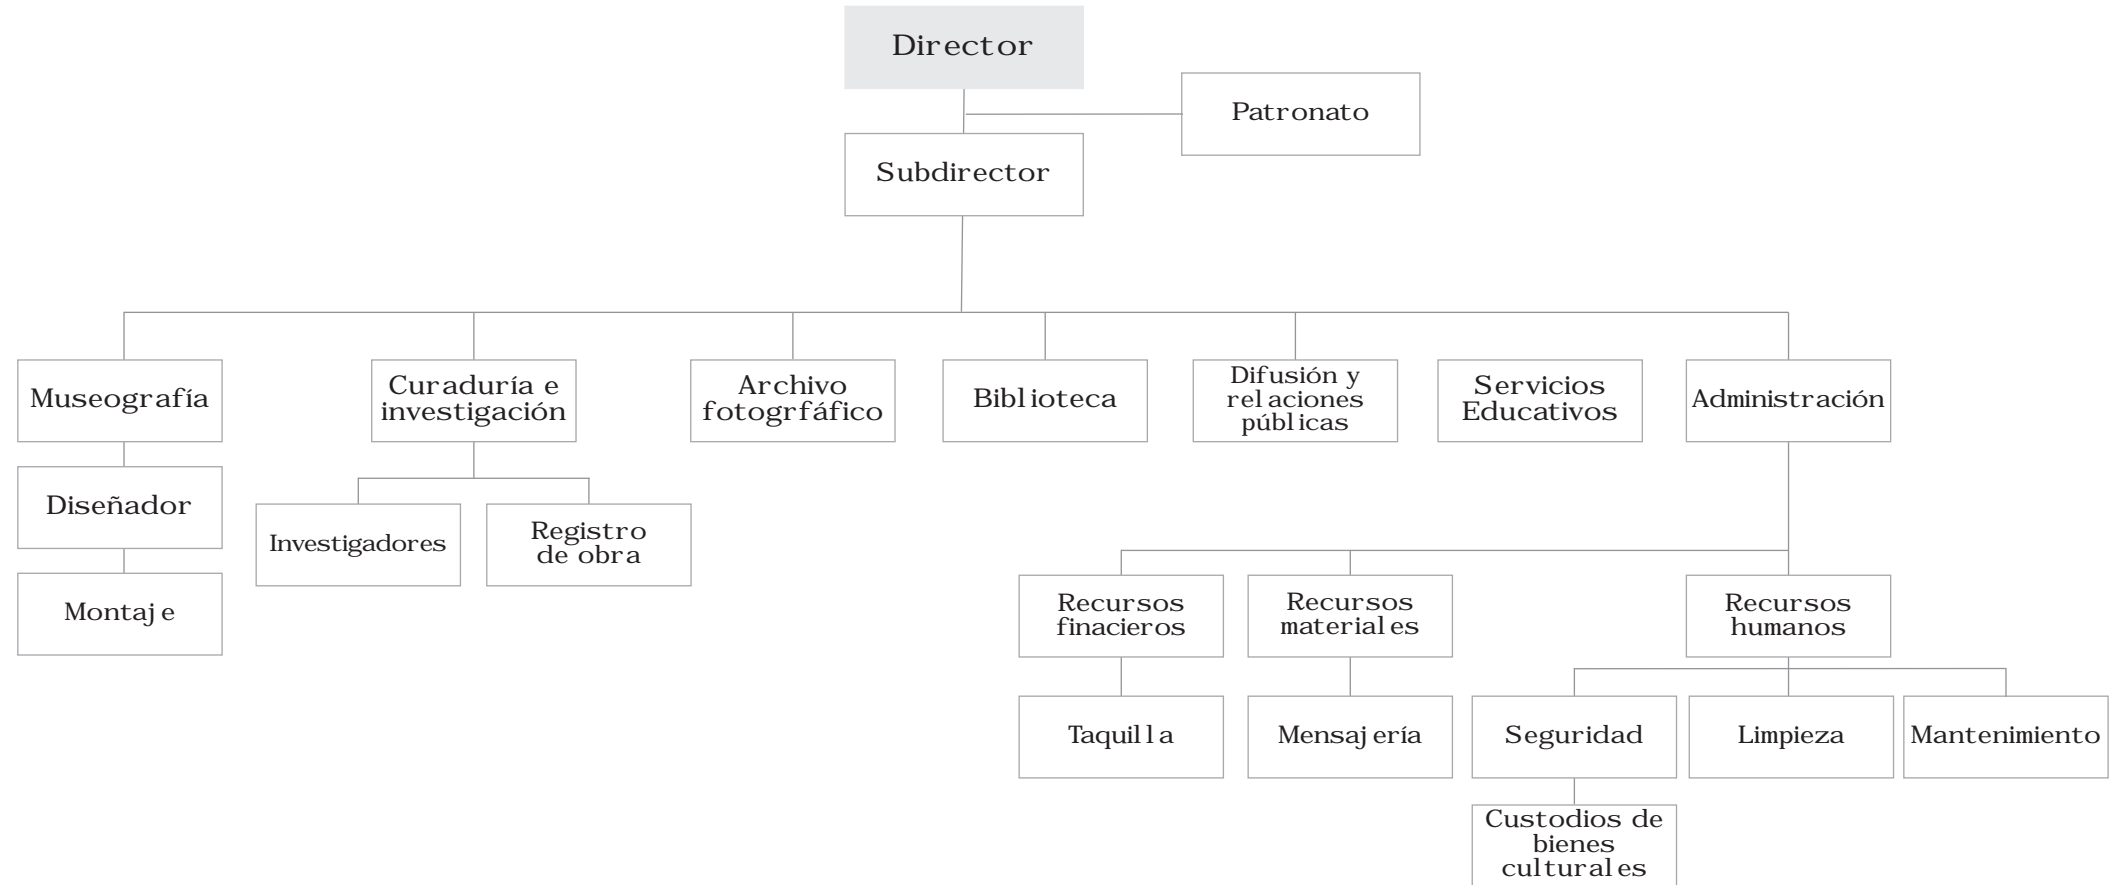 Director
Patronato
Subdirector
Museografía
Curaduría e
investigación
Archivo
fotogrfáfico
Biblioteca
Difusión y
relaciones
públicas
Servicios
Educativos
Administración
Diseñador
Investigadores
Registro
de obra
Montaje
Recursos
finacieros
Recursos
materiales
Recursos
humanos
Taquilla
Mensajería
Seguridad
Limpieza
Mantenimiento
Custodios de
bienes
culturales